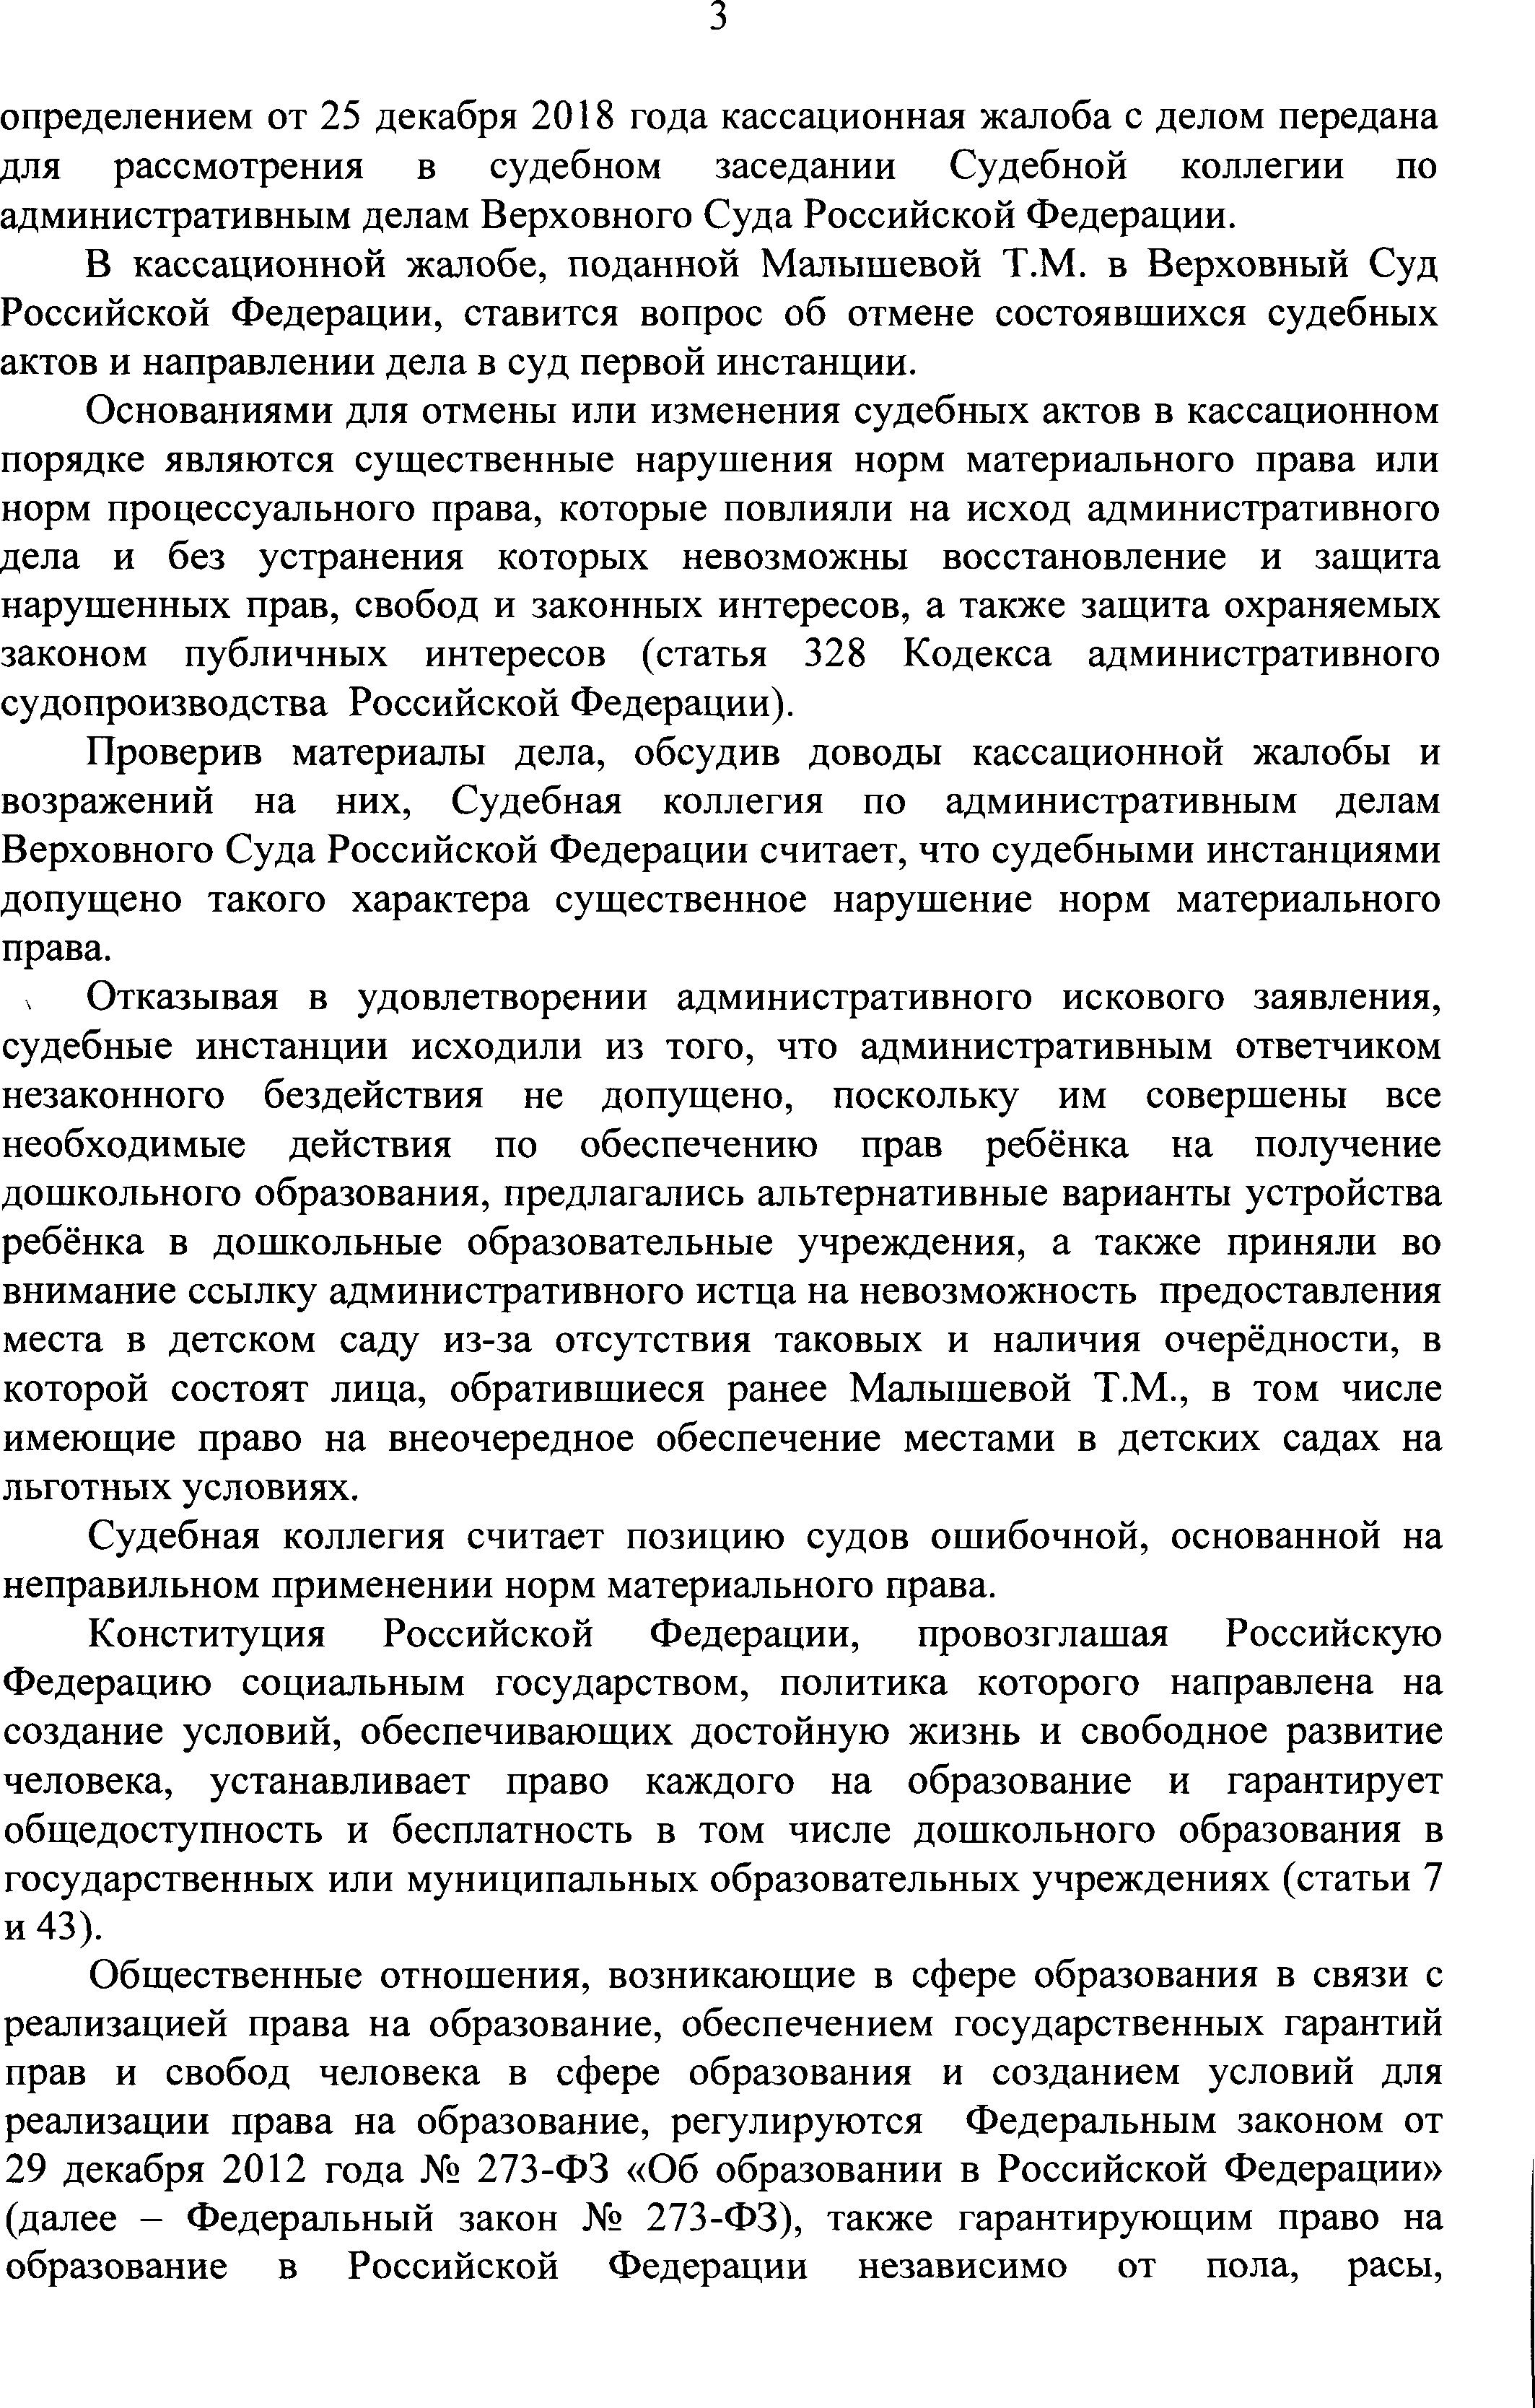 3
определением от 25 декабря 2018 года кассационная жалоба с делом передана
для рассмотрения в судебном заседании Судебной коллегии по
административным делам Верховного Суда Российской Федерации.
В кассационной жалобе, поданной Малышевой Т.М. в Верховный Суд
Российской Федерации, ставится вопрос об отмене состоявшихся судебных
актов и направлении дела в суд первой инстанции.
Основаниями для отмены или изменения судебных актов в кассационном
порядке являются существенные нарушения норм материального права или
норм процессуального права, которые повлияли на исход административного
дела и без устранения которых невозможны восстановление и защита
нарушенных прав, свобод и законных интересов, а также защита охраняемых
законом публичных интересов (статья 328 Кодекса административного
судопроизводства Российской Федерации).
Проверив материалы дела, обсудив доводы кассационной жалобы и
возражений на них, Судебная коллегия по административным делам
Верховного Суда Российской Федерации считает, что судебными инстанциями
допущено такого характера существенное нарушение норм материального
права.
Отказывая в удовлетворении административного искового заявления,
судебные инстанции исходили из того, что административным ответчиком
незаконного бездействия не допущено, поскольку им совершены все
необходимые действия по обеспечению прав ребёнка на получение
дошкольного образования, предлагались альтернативные варианты устройства
ребёнка в дошкольные образовательные учреждения, а также приняли во
внимание ссылку административного истца на невозможность предоставления
места в детском саду из-за отсутствия таковых и наличия очерёдности, в
которой состоят лица, обратившиеся ранее Малышевой Т.М., в том числе
имеющие право на внеочередное обеспечение местами в детских садах на
льготных условиях.
Судебная коллегия считает позицию судов ошибочной, основанной на
неправильном применении норм материального права.
Конституция Российской Федерации, провозглашая Российскую
Федерацию социальным государством, политика которого направлена на
создание условий, обеспечивающих достойную жизнь и свободное развитие
человека, устанавливает право каждого на образование и гарантирует
общедоступность и бесплатность в том числе дошкольного образования в
государственных или муниципальных образовательных учреждениях (статьи 7
и 43).
Общественные отношения, возникающие в сфере образования в связи с
реализацией права на образование, обеспечением государственных гарантий
прав и свобод человека в сфере образования и созданием условий для
реализации права на образование, регулируются Федеральным законом от
29 декабря 2012 года № 273-ФЗ «Об образовании в Российской Федерации»
(далее – Федеральный закон № 273-ФЗ), также гарантирующим право на
образование в Российской Федерации независимо от пола, расы,